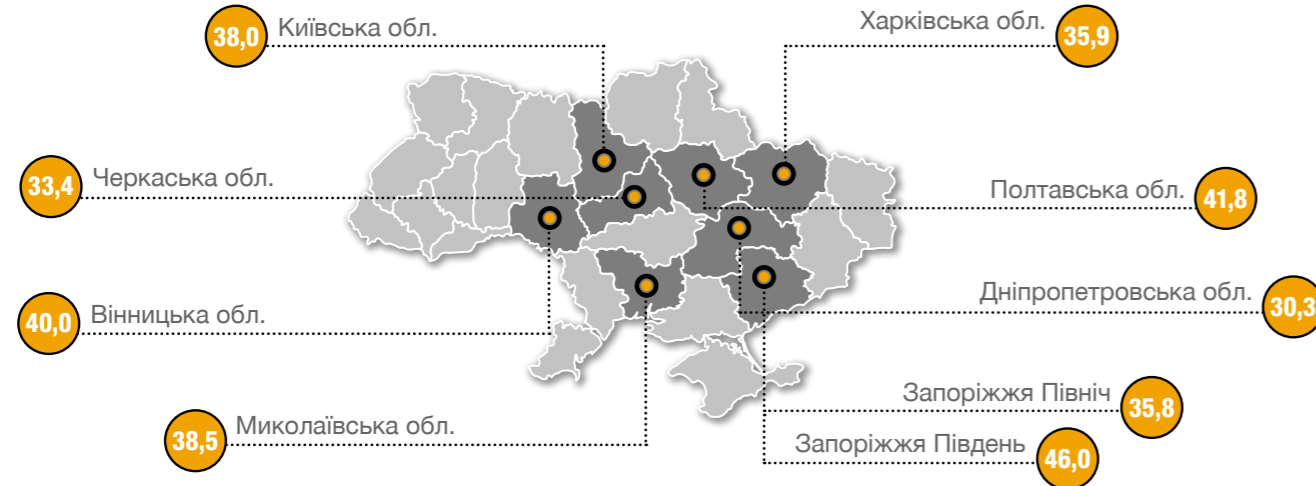 38,0 Київська обл.
Харківська обл. 35,9
33,4 Черкаська обл.
Полтавська обл. 41,8
40,0 Вінницька обл.
Дніпропетровська обл. 30,3
Запоріжжя Північ 35,8
38,5 Миколаївська обл.
Запоріжжя Південь 46,0